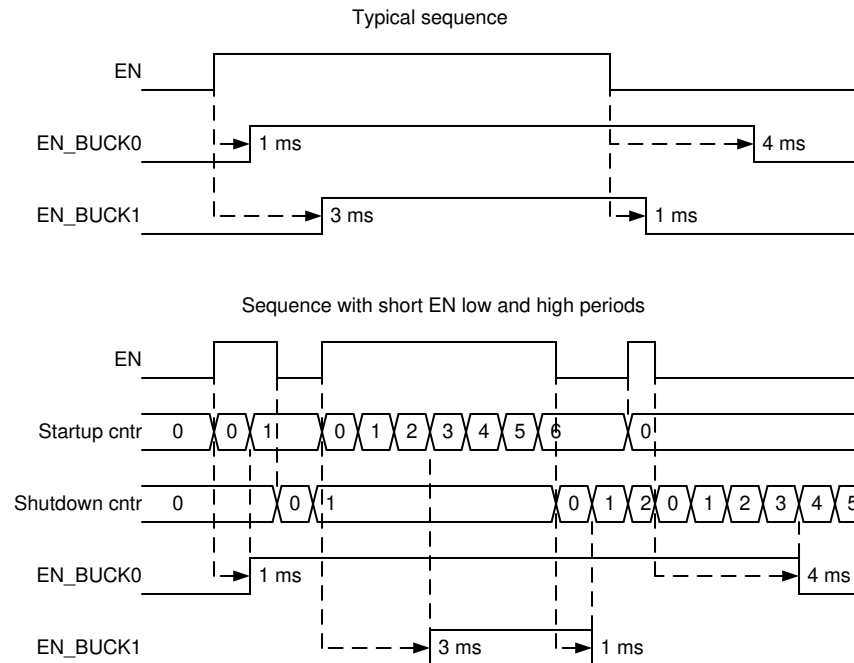 Typical sequence
EN
EN_BUCK0 1 ms 4 ms
EN_BUCK1 3 ms 1 ms
Sequence with short EN low and high periods
EN
Startup cntr 0 0 1 0 1 2 3 4 5 6 0
Shutdown cntr 0 0 1 0 1 2 0 1 2 3 4 5
EN_BUCK0 1 ms 4 ms
EN_BUCK1 3 ms 1 ms